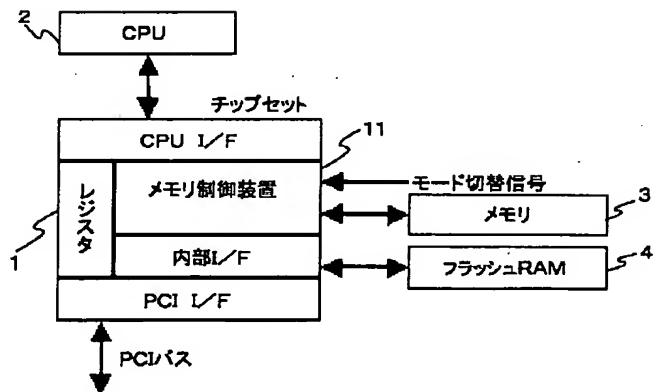 2
CPU
チップセット
CPU I/F
11
レジスタ
メモリ制御装置
モード切替信号
メモリ
3
1
内部I/F
フラッシュRAM
4
PCI I/F
PCIバス